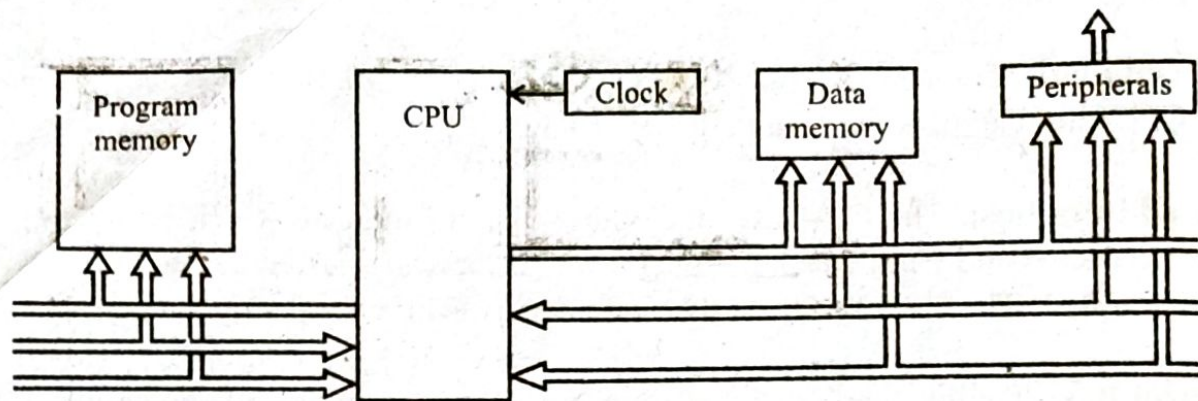 Program
memory
CPU
Clock
Data
memory
Peripherals